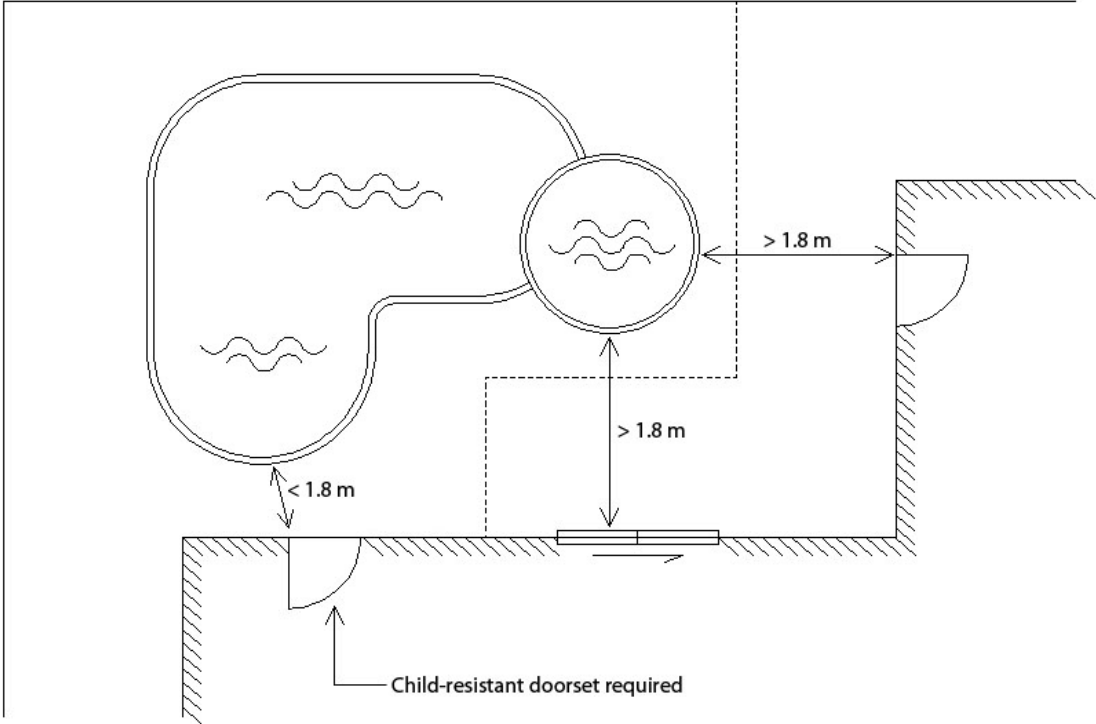 > 1.8 m
> 1.8 m
< 1.8 m
Child-resistant doorset required